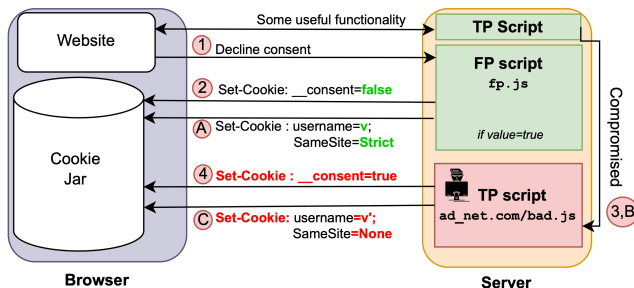 Some useful functionality
Website
1
Decline consent
TP Script
FP script
fp.js
2
Set-Cookie: __consent=false
A
Set-Cookie : username=v;
SameSite=Strict
if value=true
Cookie
Jar
Compromised
4
Set-Cookie : __consent=true
TP script
ad_net.com/bad.js
C
Set-Cookie: username=v';
SameSite=None
3,B
Browser
Server